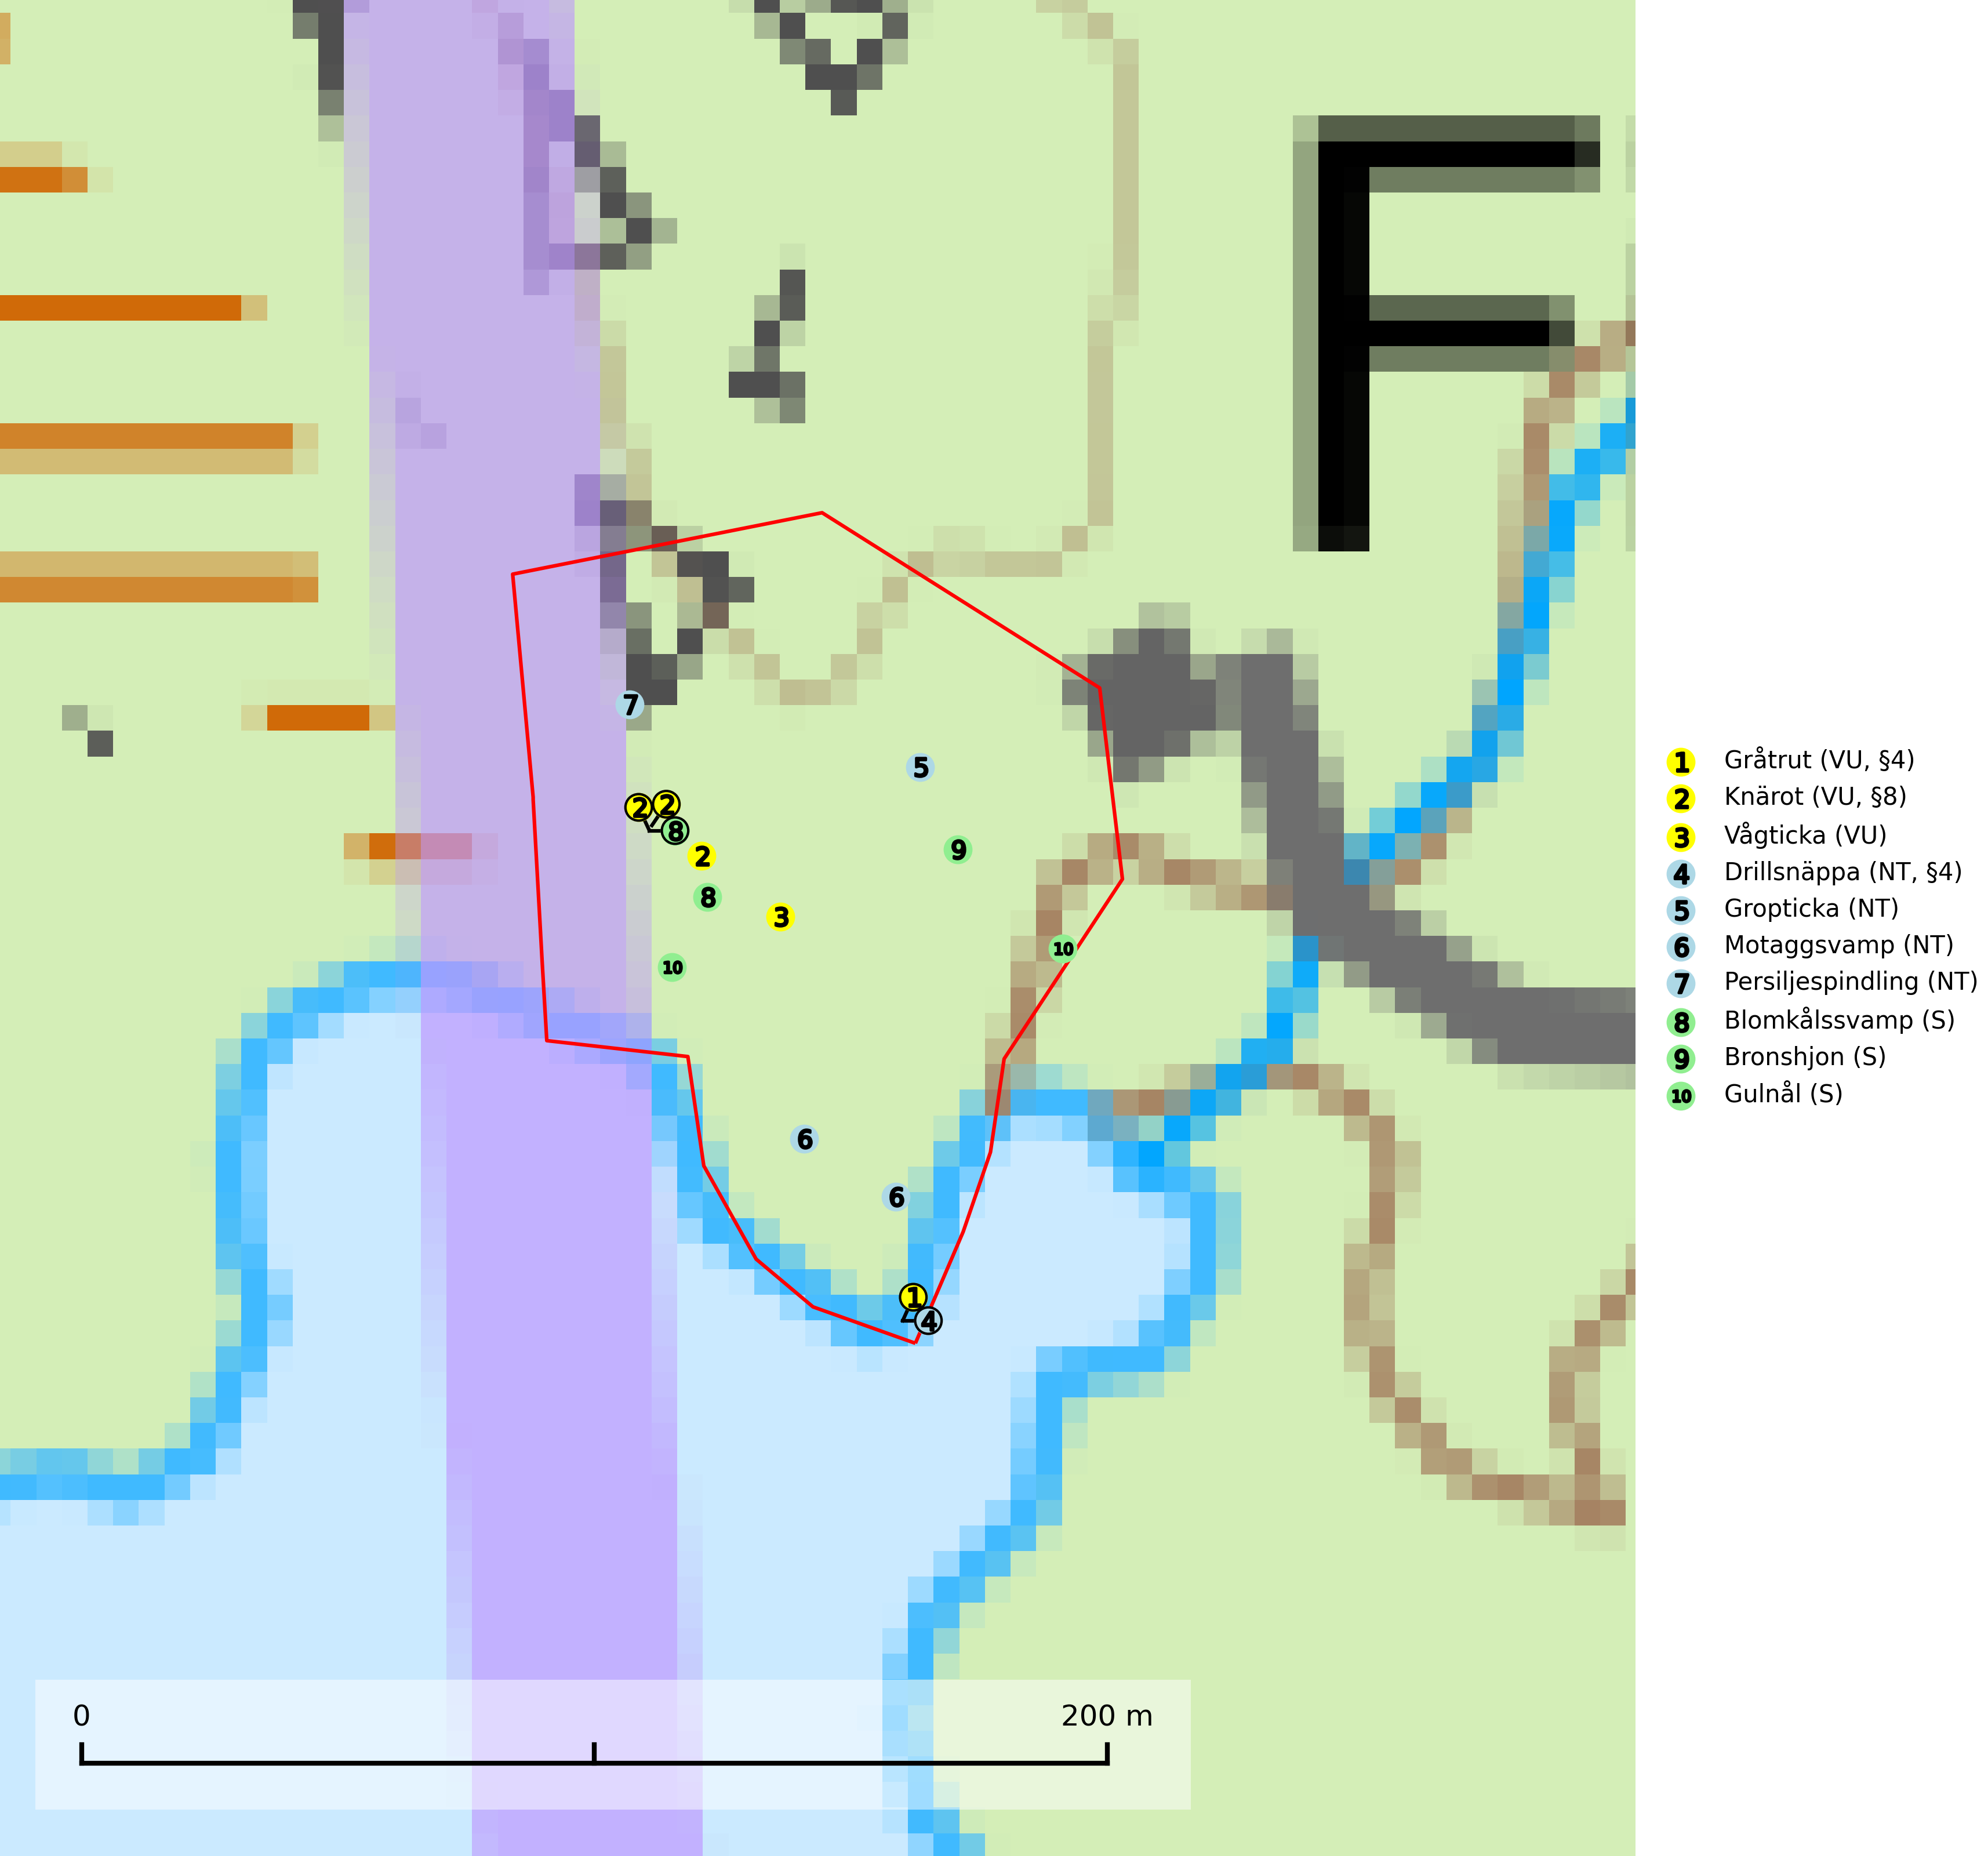 F
7
5
2 2
8
2
9
8
3
10
10
6
6
1
4
0 200 m
1 Gråtrut (VU, §4)
2 Knärot (VU, §8)
3 Vågticka (VU)
4 Drillsnäppa (NT, §4)
5 Gropticka (NT)
6 Motaggsvamp (NT)
7 Persiljespindling (NT)
8 Blomkålssvamp (S)
9 Bronshjon (S)
10 Gulnål (S)